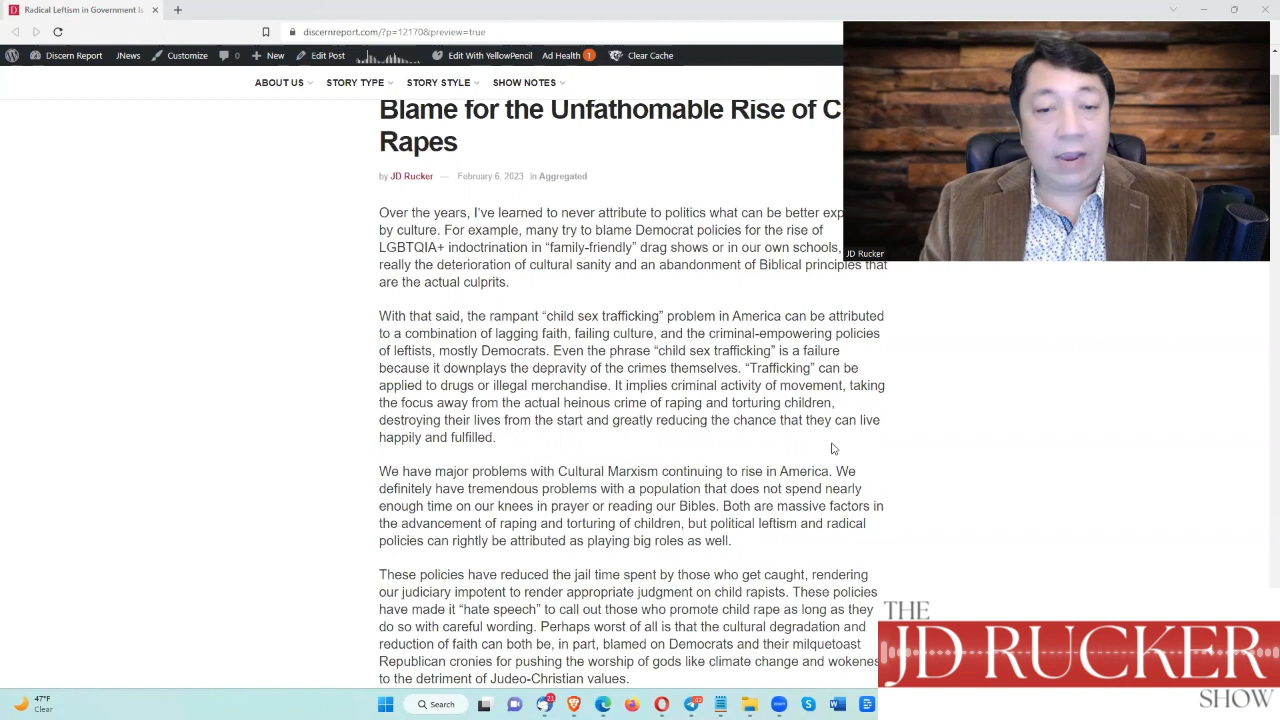 Radical Leftism in Government Is
discernreport.com/?p=12170&preview=true
Discern Report JNews Customize 0 Edit Post Edit With YellowPencil Ad Health 1 Clear Cache
ABOUT US STORY TYPE STORY STYLE SHOW NOTES
Blame for the Unfathomable Rise of C
Rapes
by JD Rucker — February 6, 2023 in Aggregated
Over the years, I've learned to never attribute to politics what can be better exp
by culture. For example, many try to blame Democrat policies for the rise of
LGBTQIA+ indoctrination in “family-friendly” drag shows or in our own schools,
really the deterioration of cultural sanity and an abandonment of Biblical principles that
are the actual culprits.
With that said, the rampant “child sex trafficking” problem in America can be attributed
to a combination of lagging faith, failing culture, and the criminal-empowering policies
of leftists, mostly Democrats. Even the phrase “child sex trafficking” is a failure
because it downplays the depravity of the crimes themselves. “Trafficking” can be
applied to drugs or illegal merchandise. It implies criminal activity of movement, taking
the focus away from the actual heinous crime of raping and torturing children,
destroying their lives from the start and greatly reducing the chance that they can live
happily and fulfilled.
We have major problems with Cultural Marxism continuing to rise in America. We
definitely have tremendous problems with a population that does not spend nearly
enough time on our knees in prayer or reading our Bibles. Both are massive factors in
the advancement of raping and torturing of children, but political leftism and radical
policies can rightly be attributed as playing big roles as well.
These policies have reduced the jail time spent by those who get caught, rendering
our judiciary impotent to render appropriate judgment on child rapists. These policies
have made it “hate speech” to call out those who promote child rape as long as they
do so with careful wording. Perhaps worst of all is that the cultural degradation and
reduction of faith can both be, in part, blamed on Democrats and their milquetoast
Republican cronies for pushing the worship of gods like climate change and wokenes
to the detriment of Judeo-Christian values.
JD Rucker
THE
JD RUCKER
SHOW
47°F
Clear
Search
21